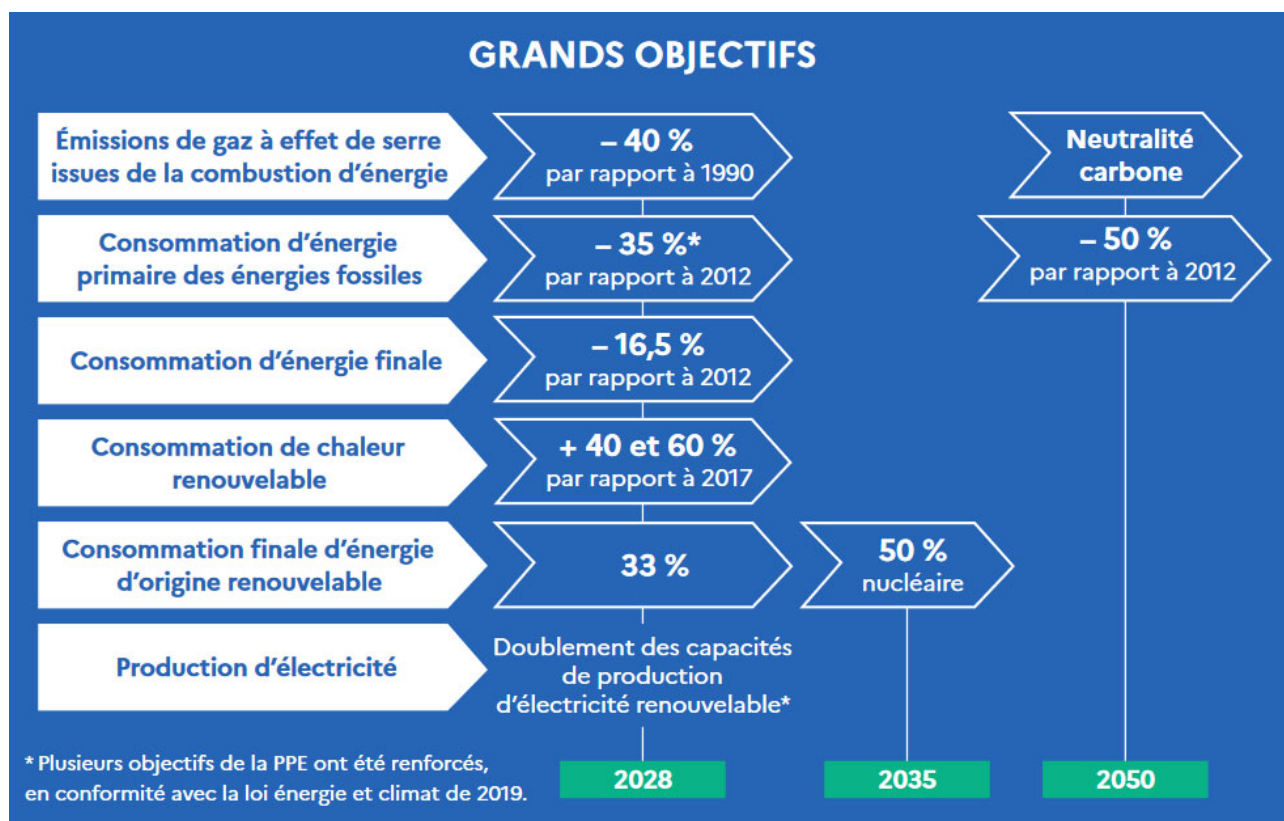 GRANDS OBJECTIFS
Émissions de gaz à effet de serre
issues de la combustion d’énergie
– 40 %
par rapport à 1990
Neutralité
carbone
Consommation d’énergie
primaire des énergies fossiles
– 35 %*
par rapport à 2012
– 50 %
par rapport à 2012
Consommation d’énergie finale
– 16,5 %
par rapport à 2012
Consommation de chaleur
renouvelable
+ 40 et 60 %
par rapport à 2017
Consommation finale d’énergie
d’origine renouvelable
33 %
50 %
nucléaire
Production d’électricité
Doublement des capacités
de production
d’électricité renouvelable*
* Plusieurs objectifs de la PPE ont été renforcés,
en conformité avec la loi énergie et climat de 2019.
2028
2035
2050